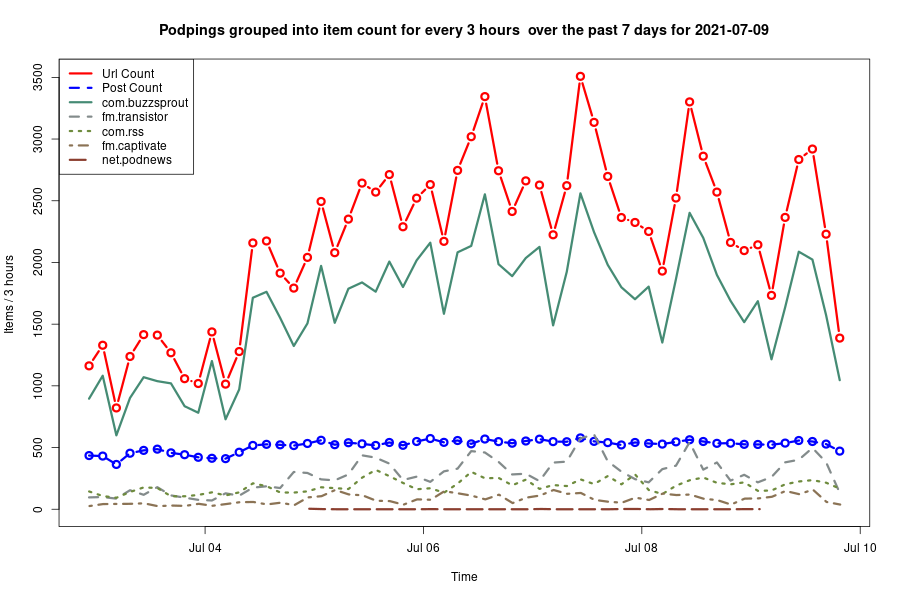 Podpings grouped into item count for every 3 hours  over the past 7 days for 2021-07-09
Url Count
Post Count
com.buzzsprout
fm.transistor
com.rss
fm.captivate
net.podnews
3500
3000
2500
2000
1500
1000
500
0
Items / 3 hours
Jul 04 Jul 06 Jul 08 Jul 10
Time